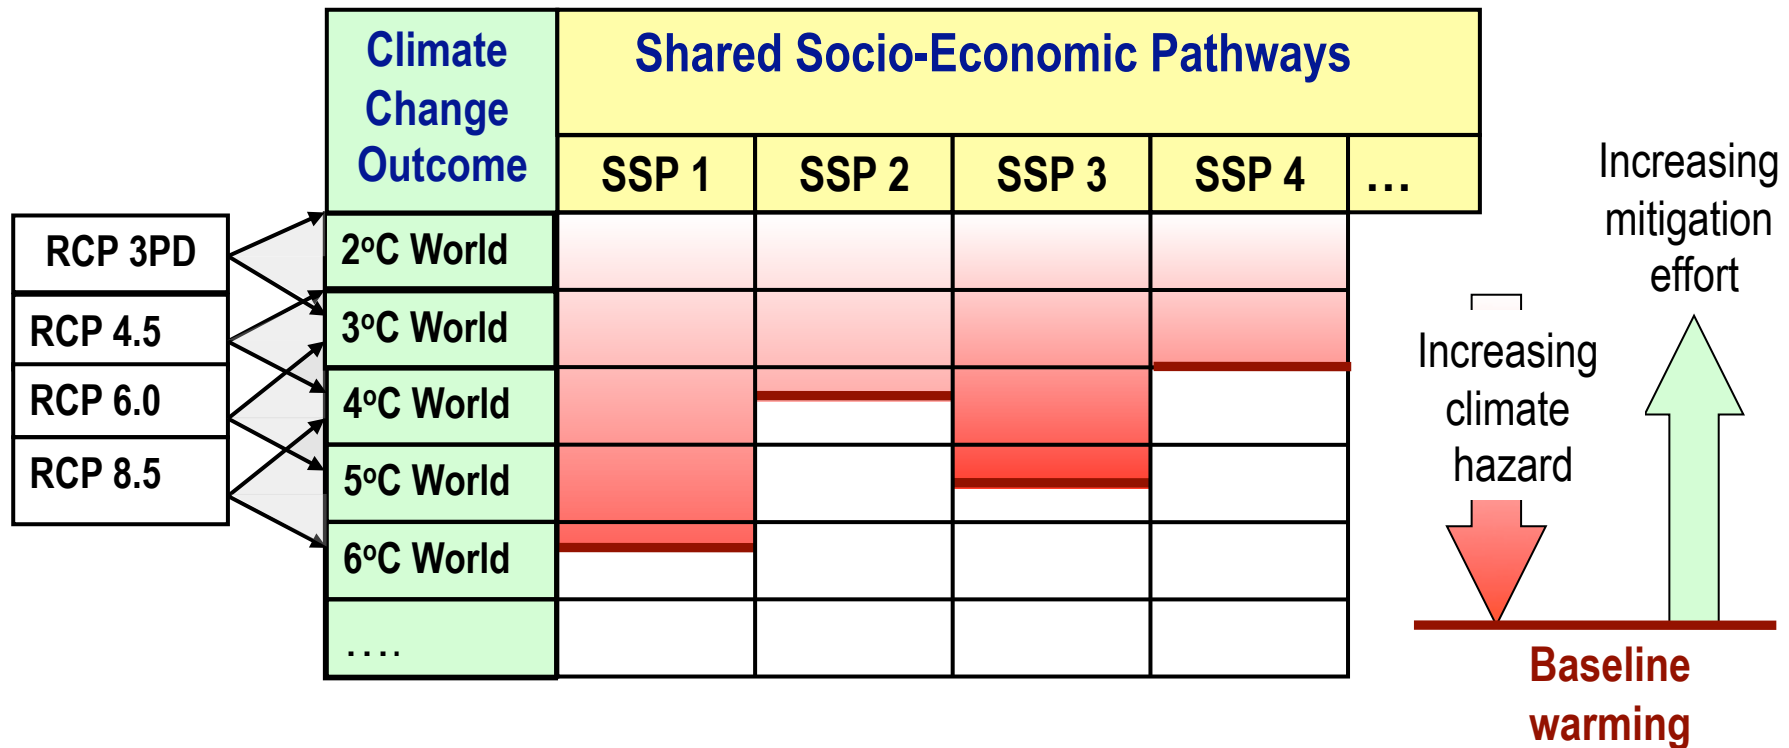 Climate
Change
Outcome
Shared Socio-Economic Pathways
SSP 1
SSP 2
SSP 3
SSP 4
...
RCP 3PD
RCP 4.5
RCP 6.0
RCP 8.5
2°C World
3°C World
4°C World
5°C World
6°C World
....
Increasing
climate
hazard
Increasing
mitigation
effort
Baseline
warming